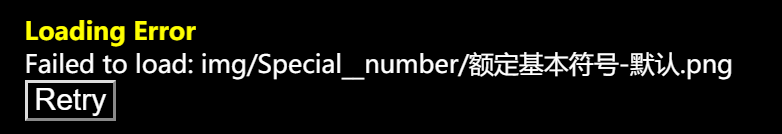 Loading Error
Failed to load: img/Special__number/额定基本符号-默认.png
Retry